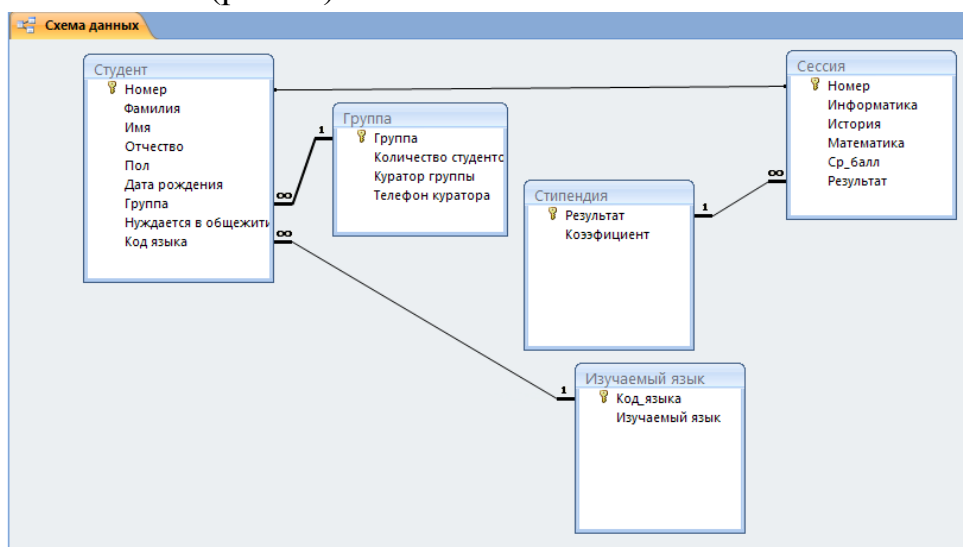 Схема данных
Студент
Номер
Фамилия
Имя
Отчество
Пол
Дата рождения
Группа
Нуждается в общежити
Код языка
Группа
Группа
Количество студентс
Куратор группы
Телефон куратора
Стипендия
Результат
Коээфициент
Сессия
Номер
Информатика
История
Математика
Ср_балл
Результат
Изучаемый язык
Код_языка
Изучаемый язык
1
∞
∞
1
1
∞